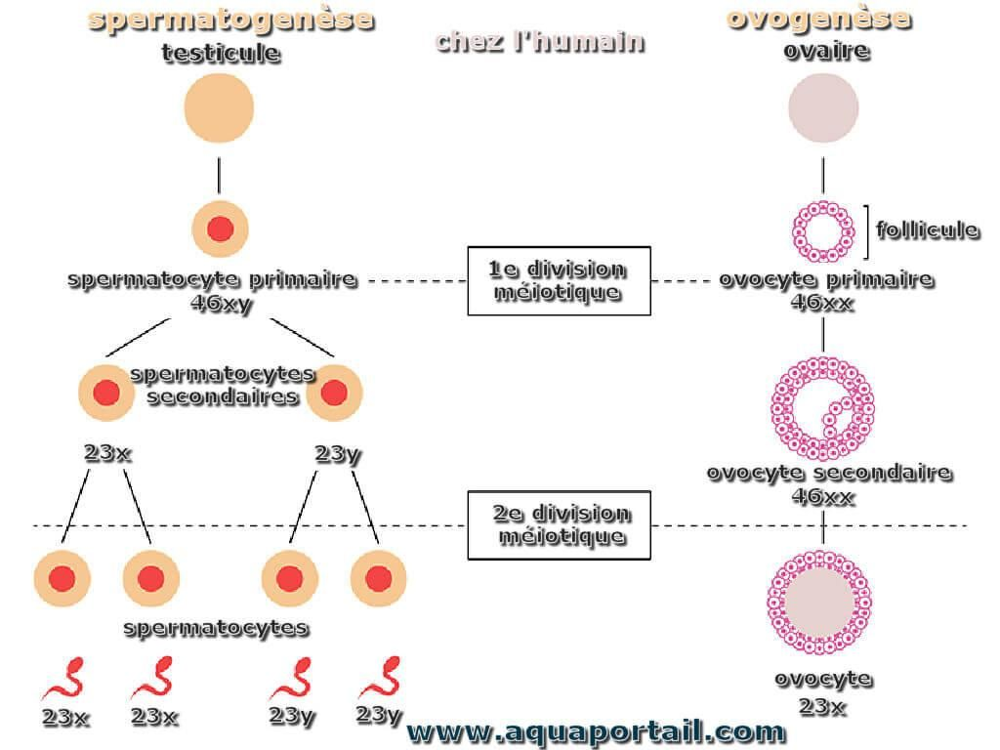 spermatogenèse
testicule
chez l'humain
ovogenèse
ovaire
follicule
spermatocyte primaire
46xy
1e division
méiotique
ovocyte primaire
46xx
spermatocytes
secondaires
23x
23y
ovocyte secondaire
46xx
2e division
méiotique
spermatocytes
23x
23x
23y
23y
ovocyte
23x
www.aquaportail.com